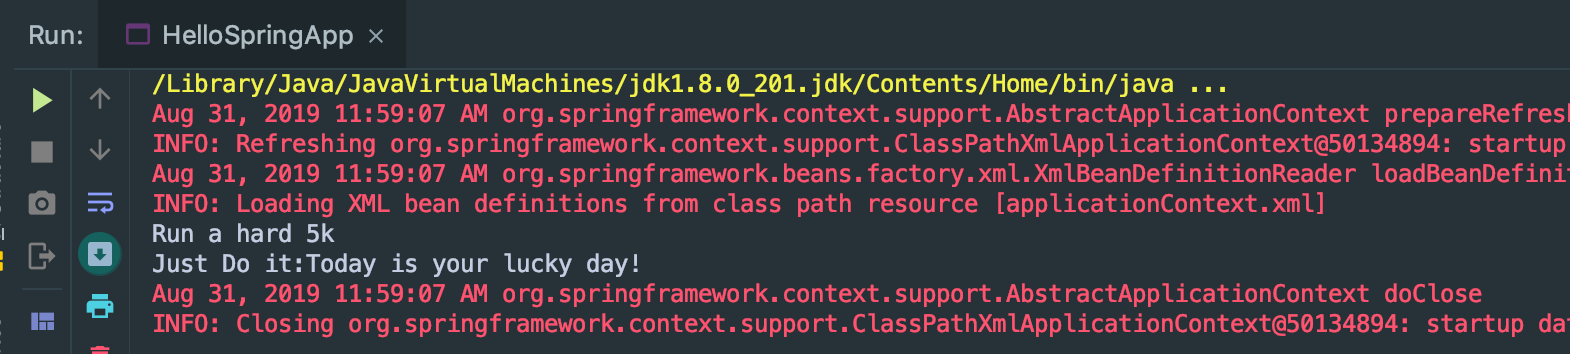 Run: HelloSpringApp ×
/Library/Java/JavaVirtualMachines/jdk1.8.0_201.jdk/Contents/Home/bin/java ...
Aug 31, 2019 11:59:07 AM org.springframework.context.support.AbstractApplicationContext prepareRefres
INFO: Refreshing org.springframework.context.support.ClassPathXmlApplicationContext@50134894: startup
Aug 31, 2019 11:59:07 AM org.springframework.beans.factory.xml.XmlBeanDefinitionReader loadBeanDefini
INFO: Loading XML bean definitions from class path resource [applicationContext.xml]
Run a hard 5k
Just Do it:Today is your lucky day!
Aug 31, 2019 11:59:07 AM org.springframework.context.support.AbstractApplicationContext doClose
INFO: Closing org.springframework.context.support.ClassPathXmlApplicationContext@50134894: startup da